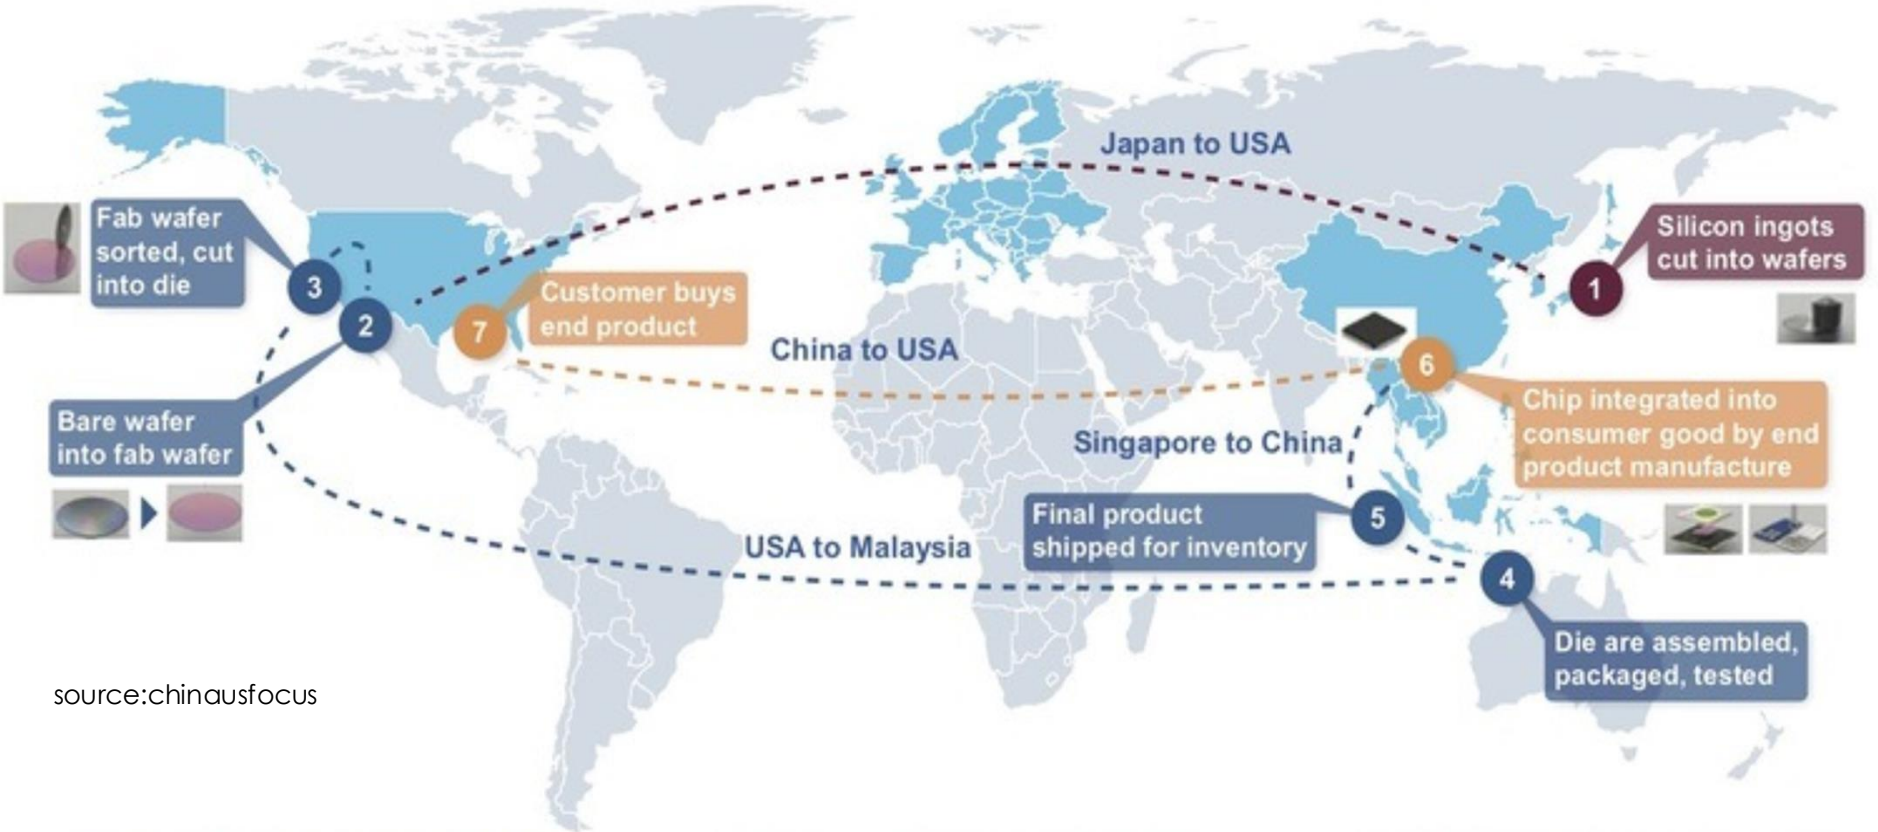 Japan to USA
Fab wafer
sorted, cut
into die
3
2
Silicon ingots
cut into wafers
1
Customer buys
end product
7
China to USA
6
Chip integrated into
consumer good by end
product manufacture
Bare wafer
into fab wafer
Singapore to China
Final product
shipped for inventory
5
USA to Malaysia
4
Die are assembled,
packaged, tested
source:chinausfocus